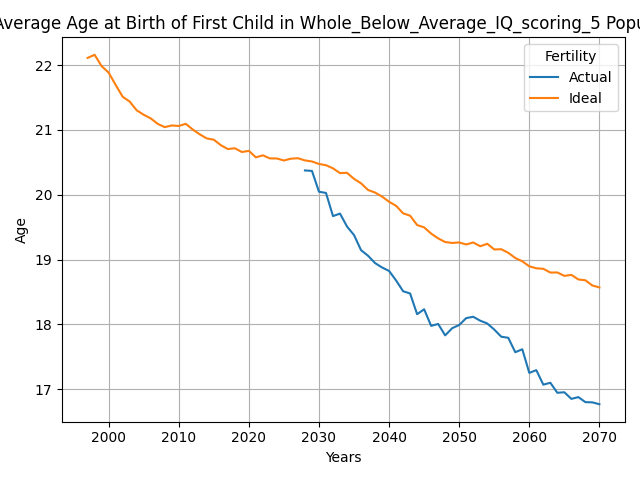 Average Age at Birth of First Child in Whole_Below_Average_IQ_scoring_5
Fertility
Actual
Ideal
22
21
20
19
18
17
Age
2000 2010 2020 2030 2040 2050 2060 2070
Years